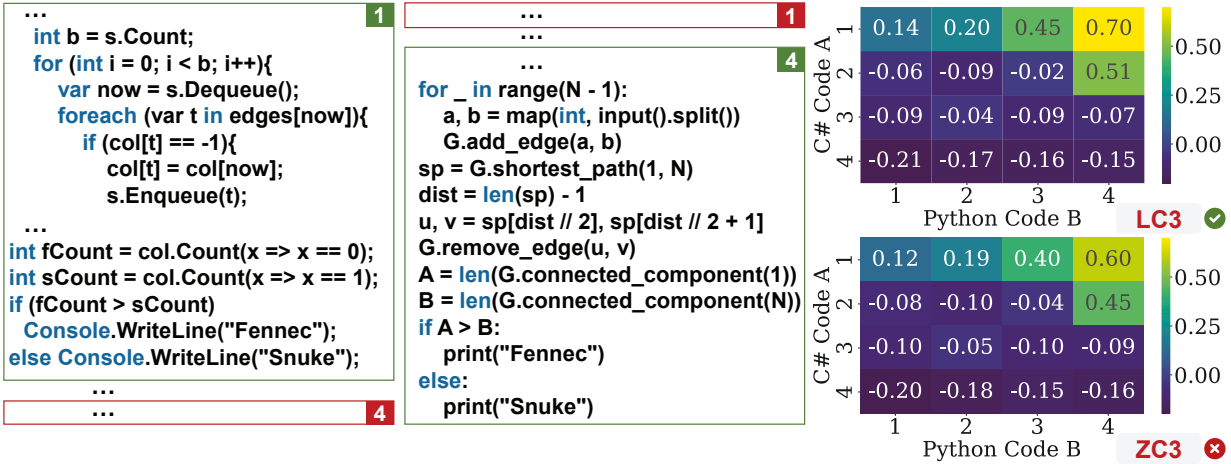 ...
1
int b = s.Count;
for (int i = 0; i < b; i++){
var now = s.Dequeue();
foreach (var t in edges[now]){
if (col[t] == -1){
col[t] = col[now];
s.Enqueue(t);
...
int fCount = col.Count(x => x == 0);
int sCount = col.Count(x => x == 1);
if (fCount > sCount)
Console.WriteLine("Fennec");
else Console.WriteLine("Snuke");
...
...
4
...
1
...
...
4
for _ in range(N - 1):
a, b = map(int, input().split())
G.add_edge(a, b)
sp = G.shortest_path(1, N)
dist = len(sp) - 1
u, v = sp[dist // 2], sp[dist // 2 + 1]
G.remove_edge(u, v)
A = len(G.connected_component(1))
B = len(G.connected_component(N))
if A > B:
print("Fennec")
else:
print("Snuke")
C# Code A
1 0.14 0.20 0.45 0.70
2 -0.06 -0.09 -0.02 0.51
3 -0.09 -0.04 -0.09 -0.07
4 -0.21 -0.17 -0.16 -0.15
1 2 3 4
Python Code B
0.50
0.25
0.00
LC3
C# Code A
1 0.12 0.19 0.40 0.60
2 -0.08 -0.10 -0.04 0.45
3 -0.10 -0.05 -0.10 -0.09
4 -0.20 -0.18 -0.15 -0.16
1 2 3 4
Python Code B
0.50
0.25
0.00
ZC3